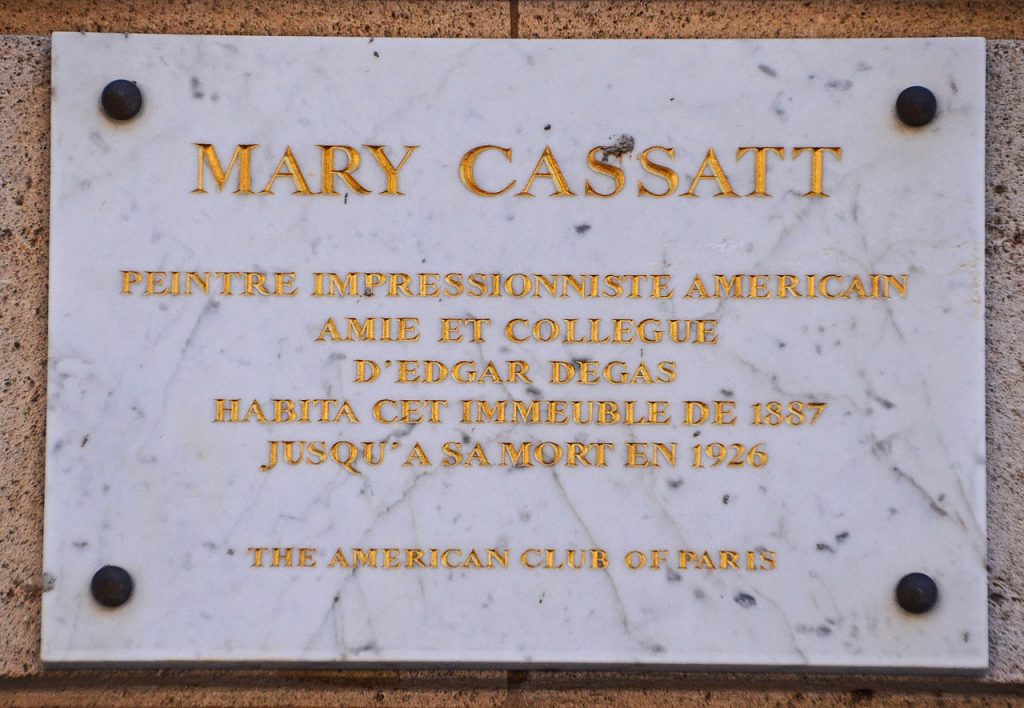 MARY CASSATT
PEINTRE IMPRESSIONNISTE AMERICAIN
AMIE ET COLLEGUE
D'EDGAR DEGAS
HABITA CET IMMEUBLE DE 1887
JUSQU'A SA MORT EN 1926
THE AMERICAN CLUB OF PARIS